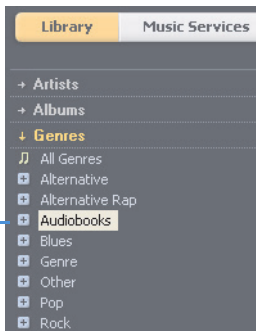 Library Music Services
Artists
Albums
Genres
All Genres
Alternative
Alternative Rap
Audiobooks
Blues
Genre
Other
Pop
Rock